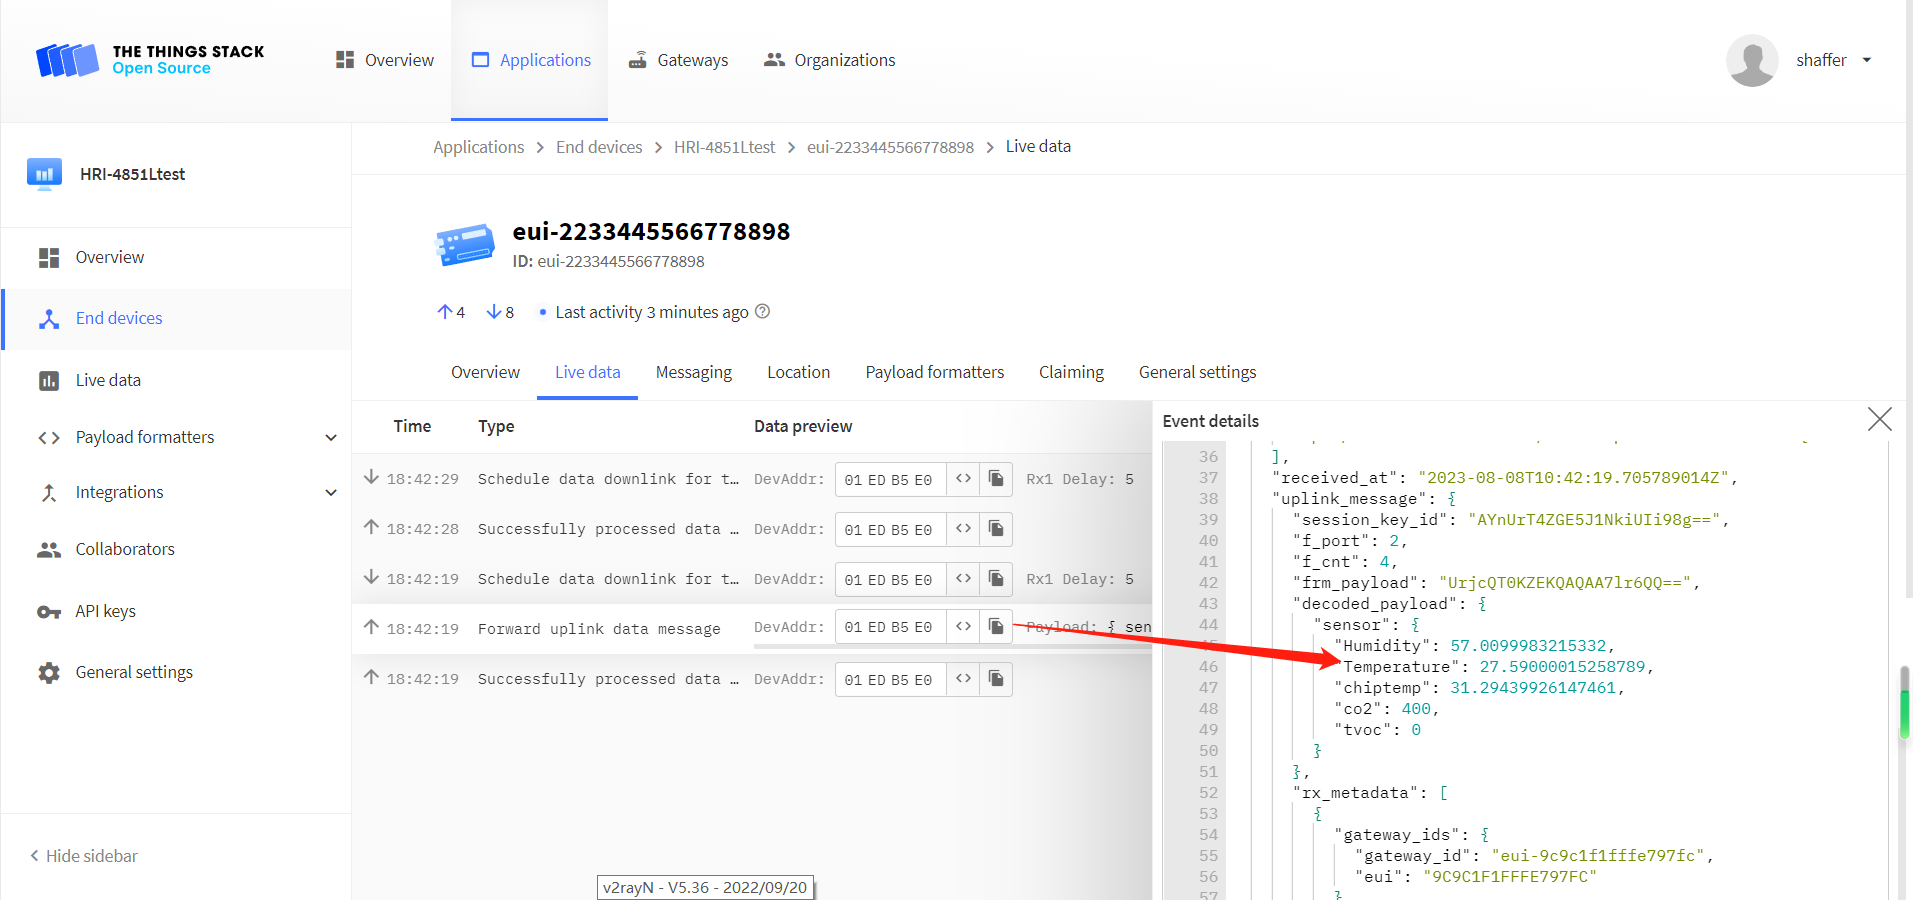 THE THINGS STACK
Open Source
Overview
Applications
Gateways
Organizations
shaffer
HRI-4851Ltest
Overview
End devices
Live data
Payload formatters
Integrations
Collaborators
API keys
General settings
Hide sidebar
Applications > End devices > HRI-4851Ltest > eui-2233445566778898 > Live data
eui-2233445566778898
ID: eui-2233445566778898
4 8 Last activity 3 minutes ago
Overview Live data Messaging Location Payload formatters Claiming General settings
Time Type Data preview
18:42:29 Schedule data downlink for t… DevAddr: 01 ED B5 E0 <> Rx1 Delay: 5
18:42:28 Successfully processed data … DevAddr: 01 ED B5 E0 <>
18:42:19 Schedule data downlink for t… DevAddr: 01 ED B5 E0 <> Rx1 Delay: 5
18:42:19 Forward uplink data message DevAddr: 01 ED B5 E0 <> Payload: { sen
18:42:19 Successfully processed data … DevAddr: 01 ED B5 E0 <>
Event details
36 ],
37 "received_at": "2023-08-08T10:42:19.705789014Z",
38 "uplink_message": {
39 "session_key_id": "AYnUrT4ZGE5J1NkiUIi98g==",
40 "f_port": 2,
41 "f_cnt": 4,
42 "frm_payload": "UrjcQT0KZEKQAQAA7lr6QQ==",
43 "decoded_payload": {
44 "sensor": {
45 "Humidity": 57.0099983215332,
46 "Temperature": 27.59000015258789,
47 "chiptemp": 31.29439926147461,
48 "co2": 400,
49 "tvoc": 0
50 }
51 },
52 "rx_metadata": [
53 {
54 "gateway_ids": {
55 "gateway_id": "eui-9c9c1f1fffe797fc",
56 "eui": "9C9C1F1FFFE797FC"
57 }
v2rayN - V5.36 - 2022/09/20